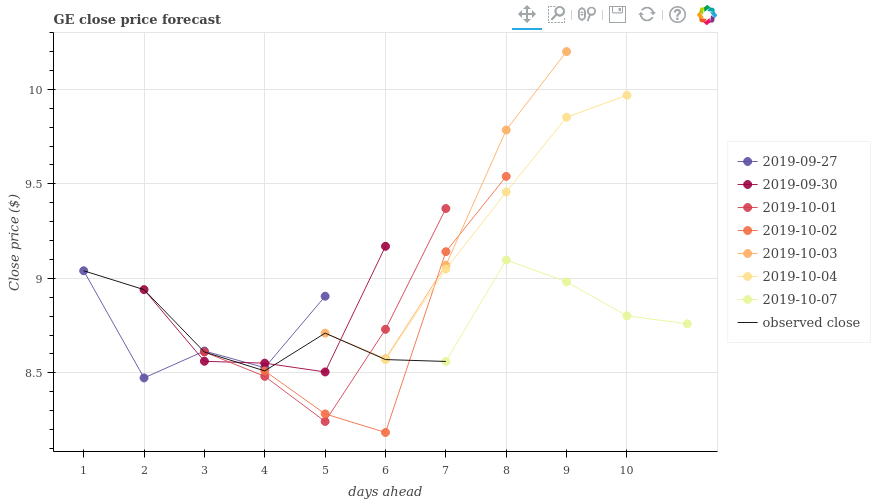 GE close price forecast
10
9.5
9
8.5
Close price ($)
1 2 3 4 5 6 7 8 9 10
days ahead
2019-09-27
2019-09-30
2019-10-01
2019-10-02
2019-10-03
2019-10-04
2019-10-07
observed close